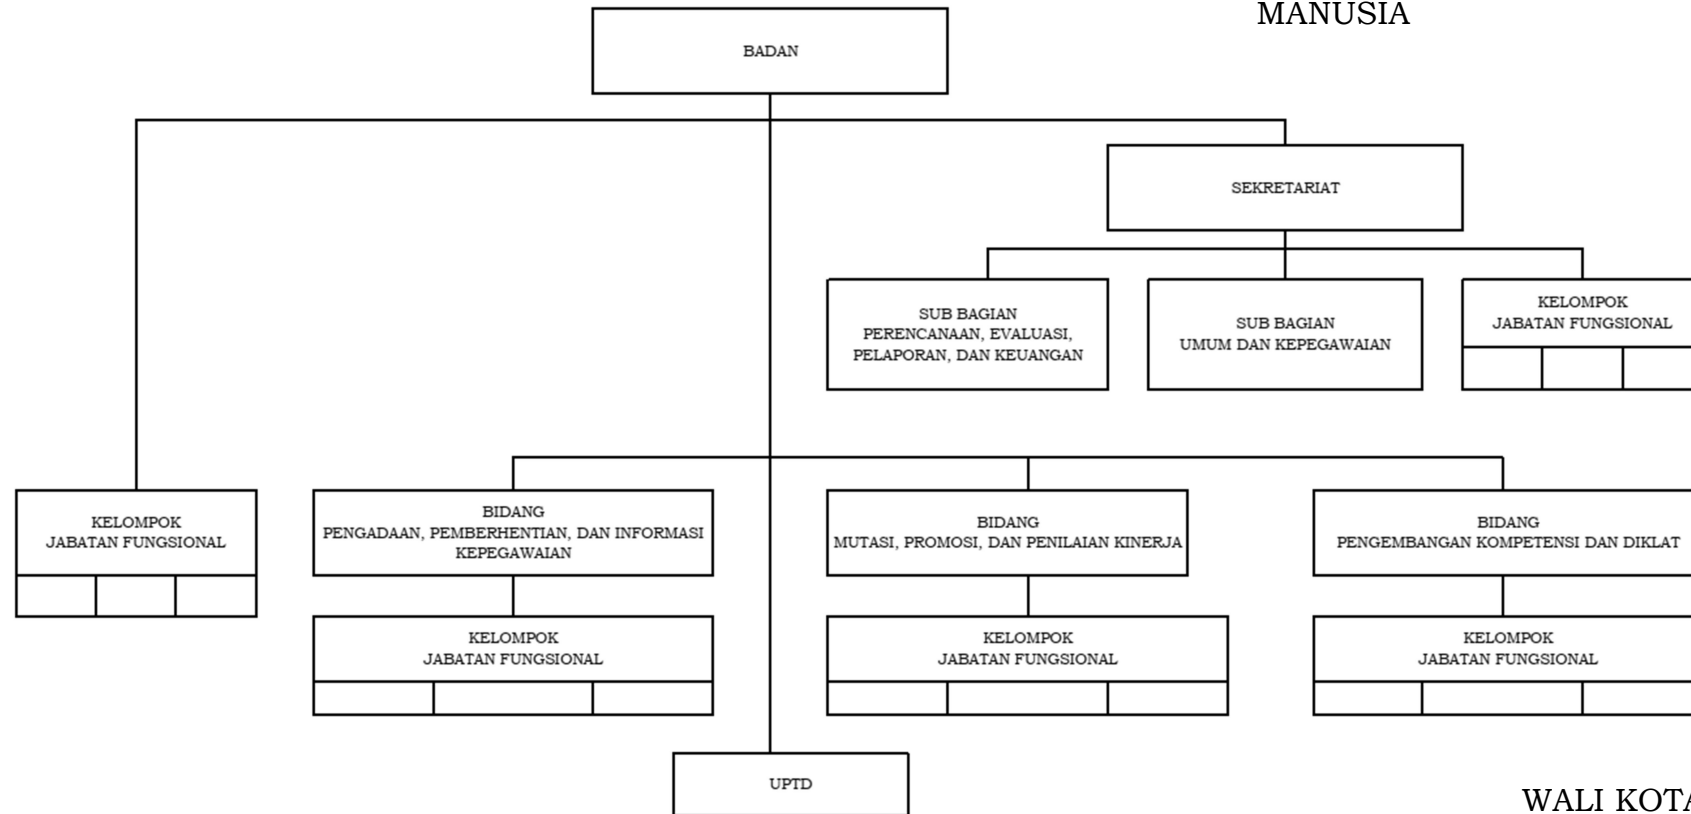 MANUSIA
BADAN
SEKRETARIAT
SUB BAGIAN
PERENCANAAN, EVALUASI,
PELAPORAN, DAN KEUANGAN
SUB BAGIAN
UMUM DAN KEPEGAWAIAN
KELOMPOK
JABATAN FUNGSIONAL
KELOMPOK
JABATAN FUNGSIONAL
BIDANG
PENGADAAN, PEMBERHENTIAN, DAN INFORMASI
KEPEGAWAIAN
BIDANG
MUTASI, PROMOSI, DAN PENILAIAN KINERJA
BIDANG
PENGEMBANGAN KOMPETENSI DAN DIKLAT
KELOMPOK
JABATAN FUNGSIONAL
KELOMPOK
JABATAN FUNGSIONAL
KELOMPOK
JABATAN FUNGSIONAL
UPTD
WALI KOTA